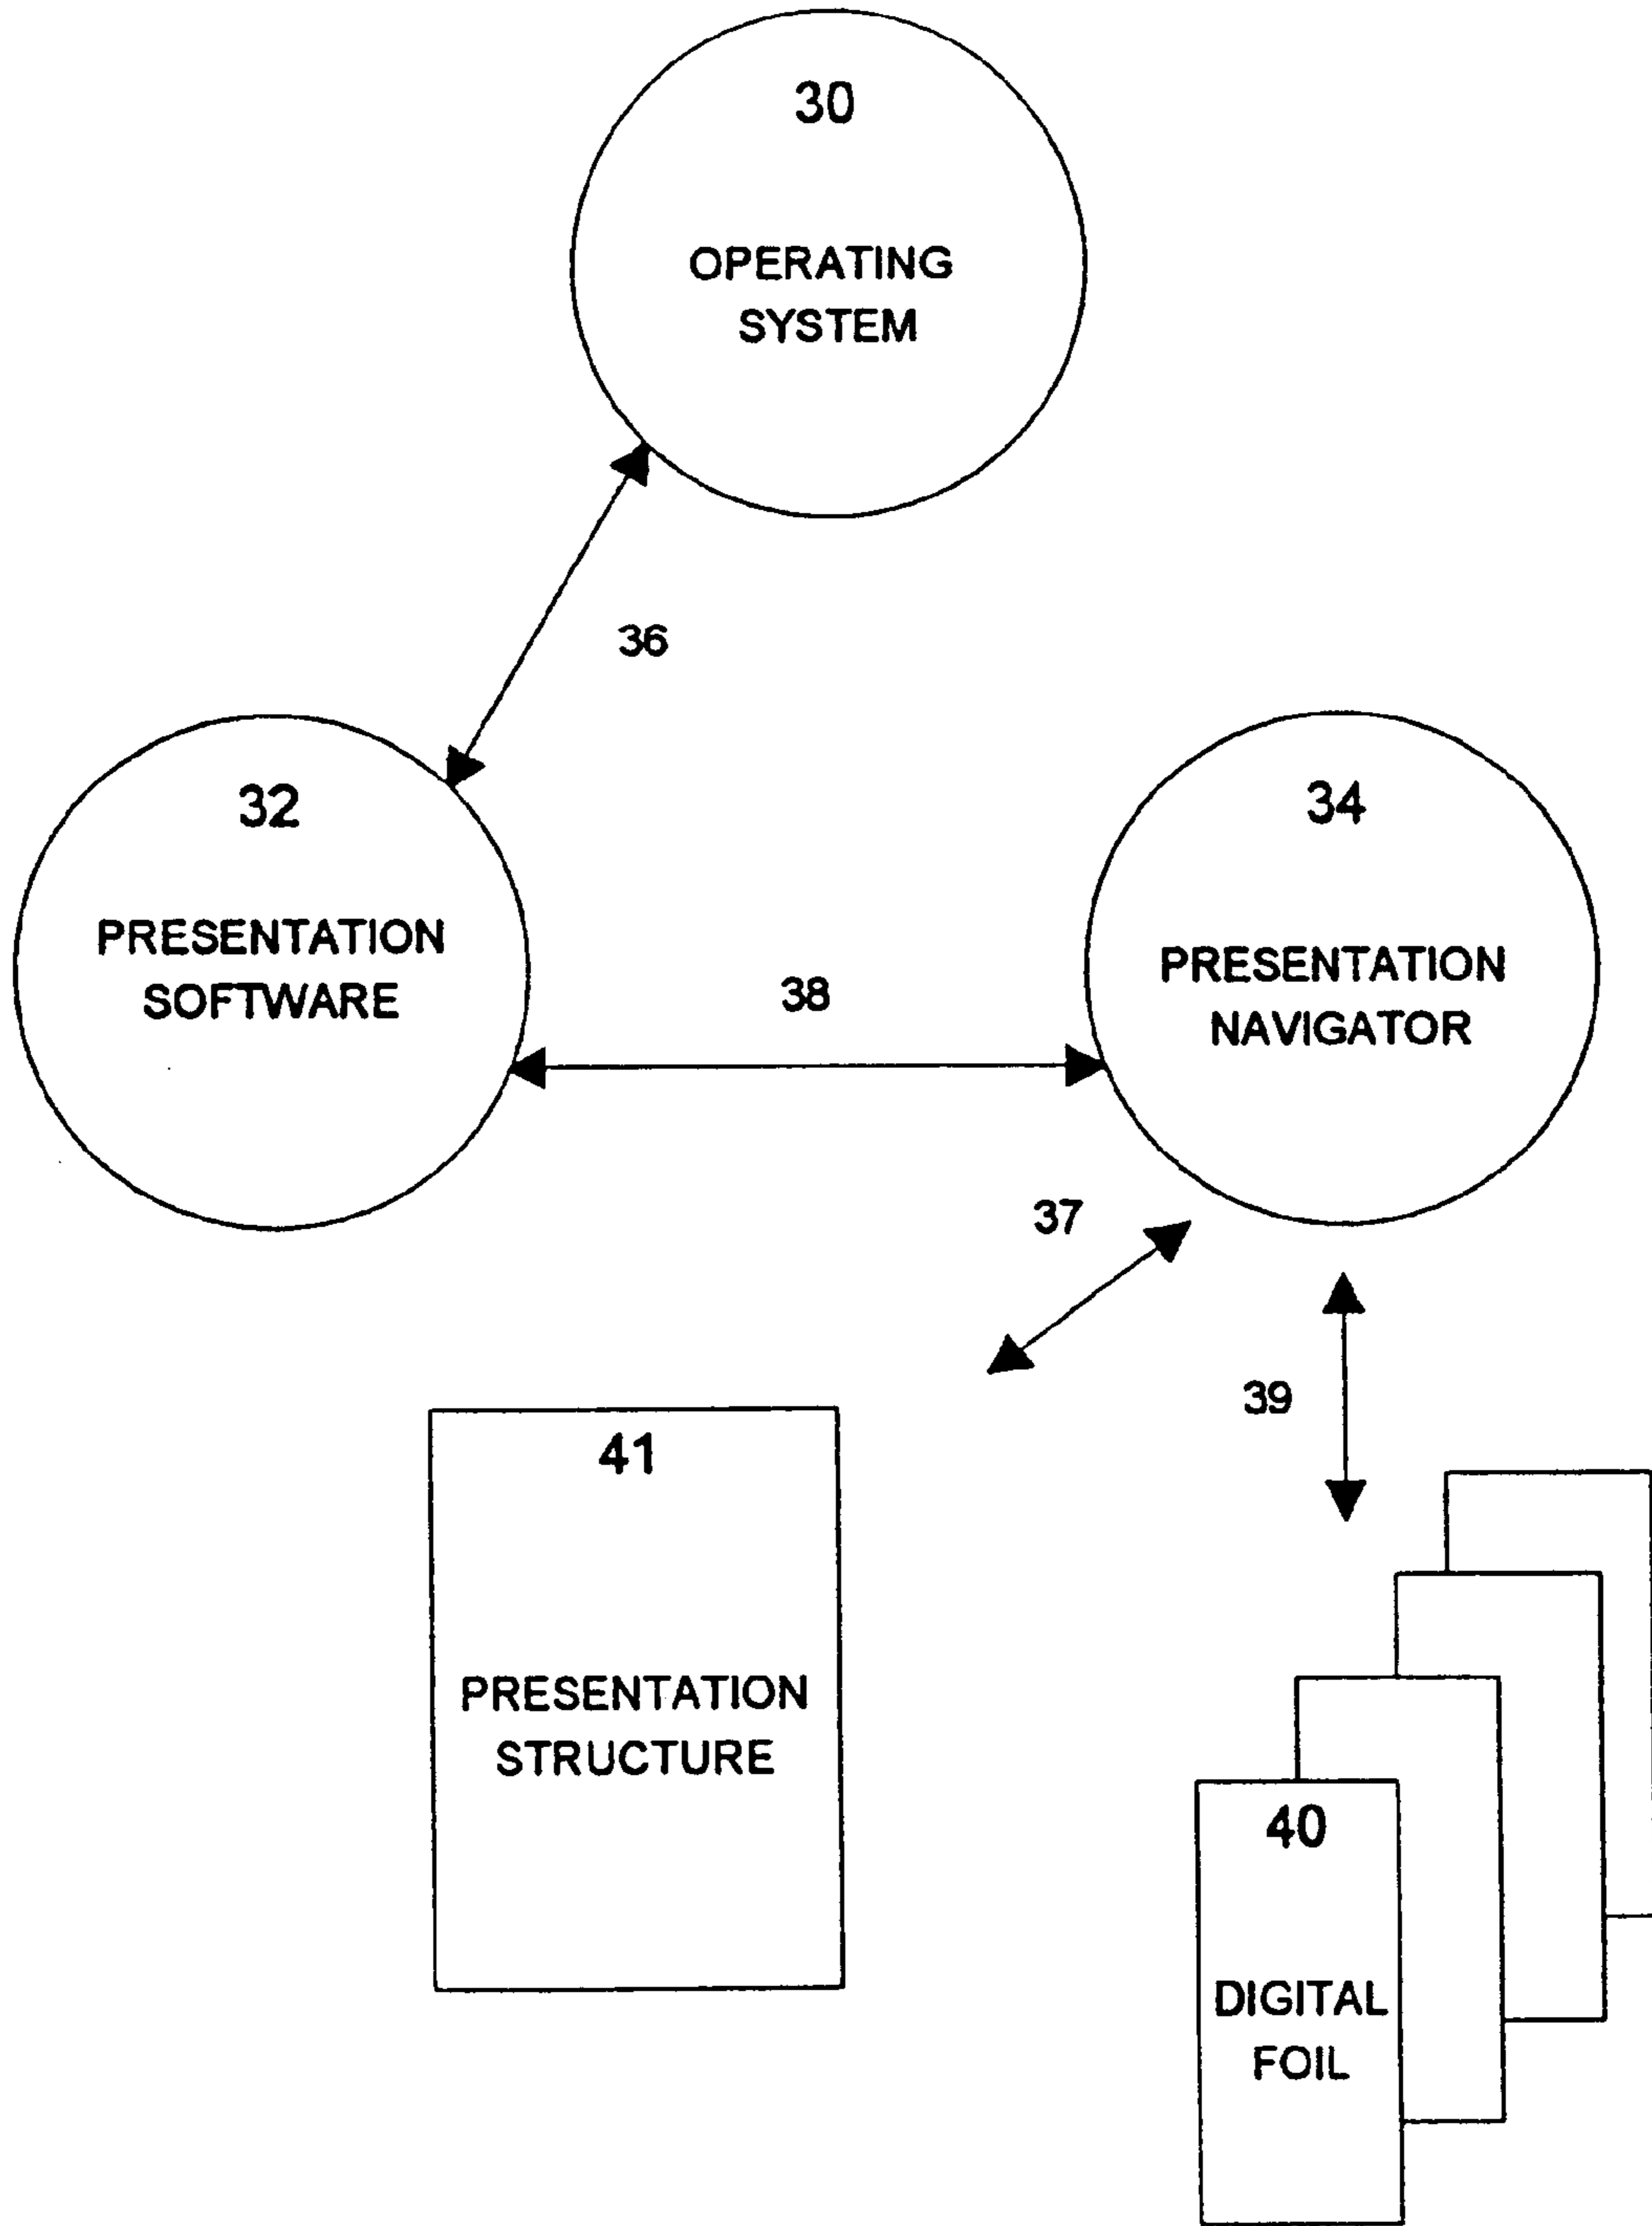 30
OPERATING
SYSTEM
36
32
PRESENTATION
SOFTWARE
38
34
PRESENTATION
NAVIGATOR
37
39
41
PRESENTATION
STRUCTURE
40
DIGITAL
FOIL